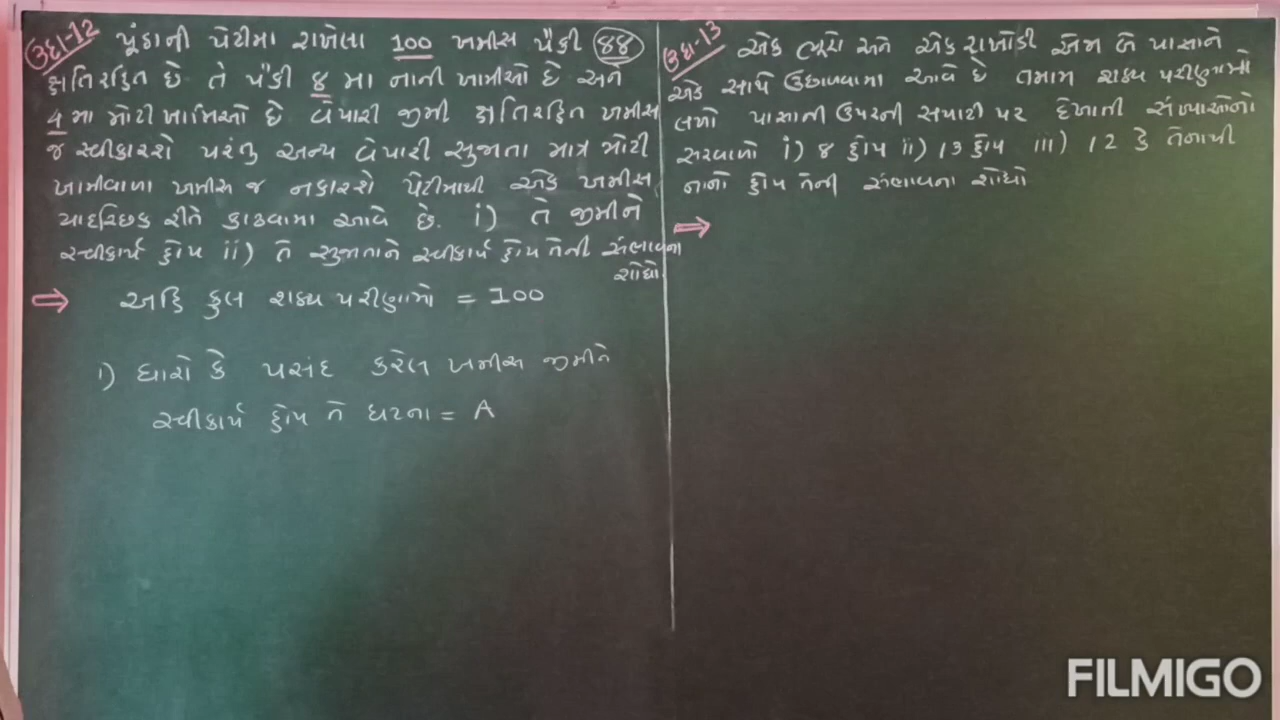 ઉદા-12 પૂંઠાની પેટીમા રાખેલા 100 ખમીસ પૈકી 88
ક્ષતિરહિત છે તે પૈકી 8 મા નાની ખામીઓ છે અને
4 મા મોટી ખામિઓ છે વેપારી જીમી ક્ષતિરહિત ખમીસ
જ સ્વીકારશે પરંતુ અન્ય વેપારી સુજાતા માત્ર મોટી
ખામીવાળા ખમીસ જ નકારશે પેટીમાથી એક ખમીસ
યાદચ્છિક રીતે કાઢવામા આવે છે. i) તે જીમીને
સ્વીકાર્ય હોય ii) તે સુજાતાને સ્વીકાર્ય હોય તેની સંભાવના
શોધો
⇒ અહિ કુલ શક્ય પરીણામો = 100
૧) ધારો કે પસંદ કરેલ ખમીસ જીમીને
સ્વીકાર્ય હોય તે ઘટના = A
ઉદા-13 એક ભૂરો અને એક રાખોડી એમ બે પાસાને
એક સાથે ઉછાળવામા આવે છે તમામ શક્ય પરીણામો
લખો પાસાની ઉપરની સપાટી પર દેખાતી સંખ્યાઓનો
સરવાળો i) 8 હોય ii) 13 હોય iii) 12 કે તેનાથી
નાનો હોય તેની સંભાવના શોધો
⇒
FILMIGO